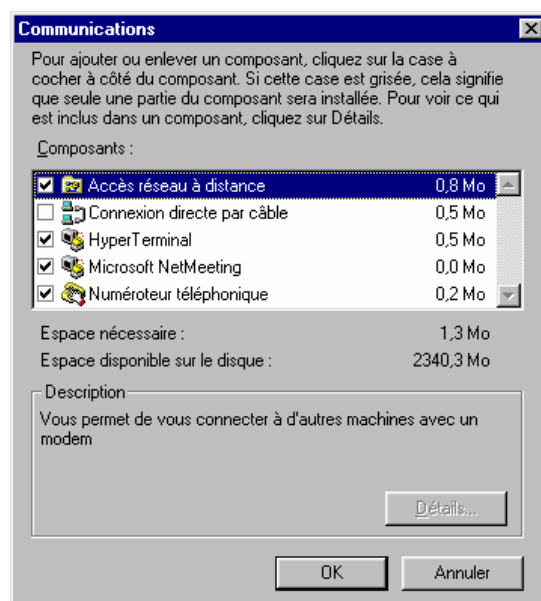 Communications
Pour ajouter ou enlever un composant, cliquez sur la case à
cocher à côté du composant. Si cette case est grisée, cela signifie
que seule une partie du composant sera installée. Pour voir ce qui
est inclus dans un composant, cliquez sur Détails.
Composants :
Accès réseau à distance 0,8 Mo
Connexion directe par câble 0,5 Mo
HyperTerminal 0,5 Mo
Microsoft NetMeeting 0,0 Mo
Numéroteur téléphonique 0,2 Mo
Espace nécessaire : 1,3 Mo
Espace disponible sur le disque : 2340,3 Mo
Description
Vous permet de vous connecter à d'autres machines avec un
modem
Détails...
OK Annuler